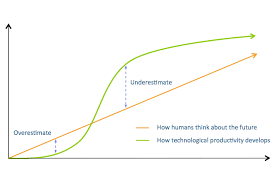 Underestimate
Overestimate
How humans think about the future
How technological productivity develops